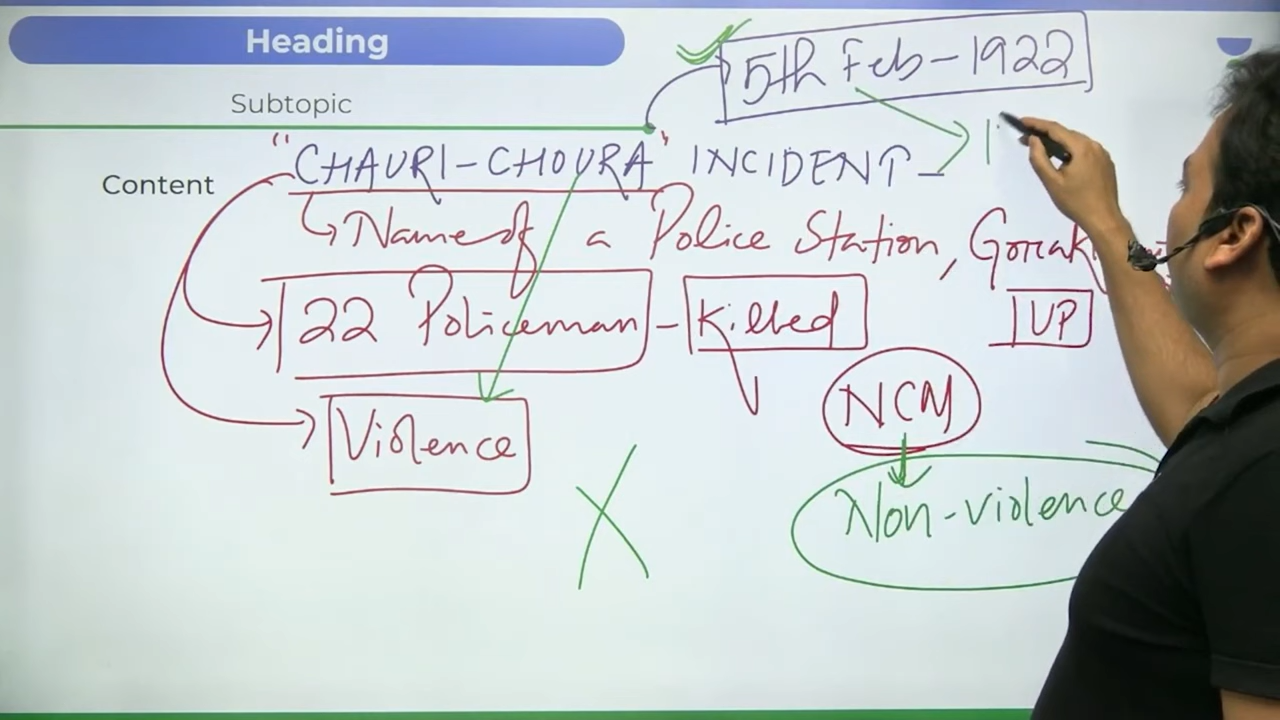 Heading
5th Feb-1922
Subtopic
"CHAURI-CHOURA" INCIDENT -
Content
Name of a Police Station,
22 Policeman - Killed
UP
NCM
Violence
Non-violence